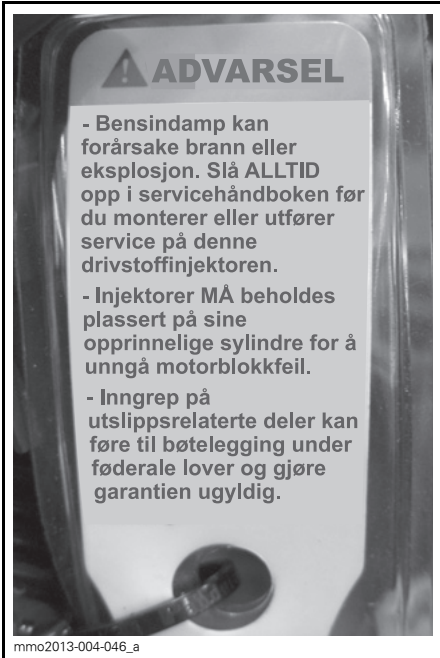 ADVARSEL
- Bensindamp kan
forårsake brann eller
eksplosjon. Slå ALLTID
opp i servicehåndboken før
du monterer eller utfører
service på denne
drivstoffinjektoren.
- Injektorer MÅ beholdes
plassert på sine
opprinnelige sylindre for å
unngå motorblokkfeil.
- Inngrep på
utslippsrelaterte deler kan
føre til bøtelegging under
føderale lover og gjøre
garantien ugyldig.
mmo2013-004-046_a